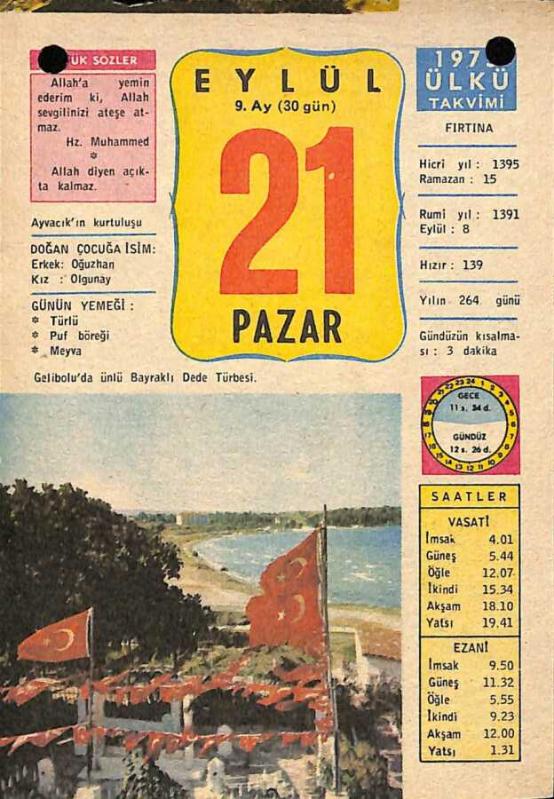 ÜK SÖZLER
Allah'a yemin
ederim ki, Allah
sevgilinizi ateşe at-
maz.
Hz. Muhammed
*
Allah diyen açık-
ta kalmaz.
Ayvacık'ın kurtuluşu
DOĞAN ÇOCUĞA İSİM:
Erkek: Oğuzhan
Kız : Olgunay
GÜNÜN YEMEĞİ :
* Türlü
* Puf böreği
* Meyva
EYLÜL
9. Ay (30 gün)
21
PAZAR
197
ÜLKÜ
TAKVİMİ
FIRTINA
Hicri yıl : 1395
Ramazan : 15
Rumi yıl : 1391
Eylül : 8
Hızır : 139
Yılın 264 günü
Gündüzün kısalma-
sı : 3 dakika
Gelibolu'da ünlü Bayraklı Dede Türbesi.
GECE
11 s. 34 d.
GÜNDÜZ
12 s. 26 d.
SAATLER
VASATİ
İmsak 4.01
Güneş 5.44
Öğle 12.07
İkindi 15.34
Akşam 18.10
Yatsı 19.41
EZANİ
İmsak 9.50
Güneş 11.32
Öğle 5.55
İkindi 9.23
Akşam 12.00
Yatsı 1.31